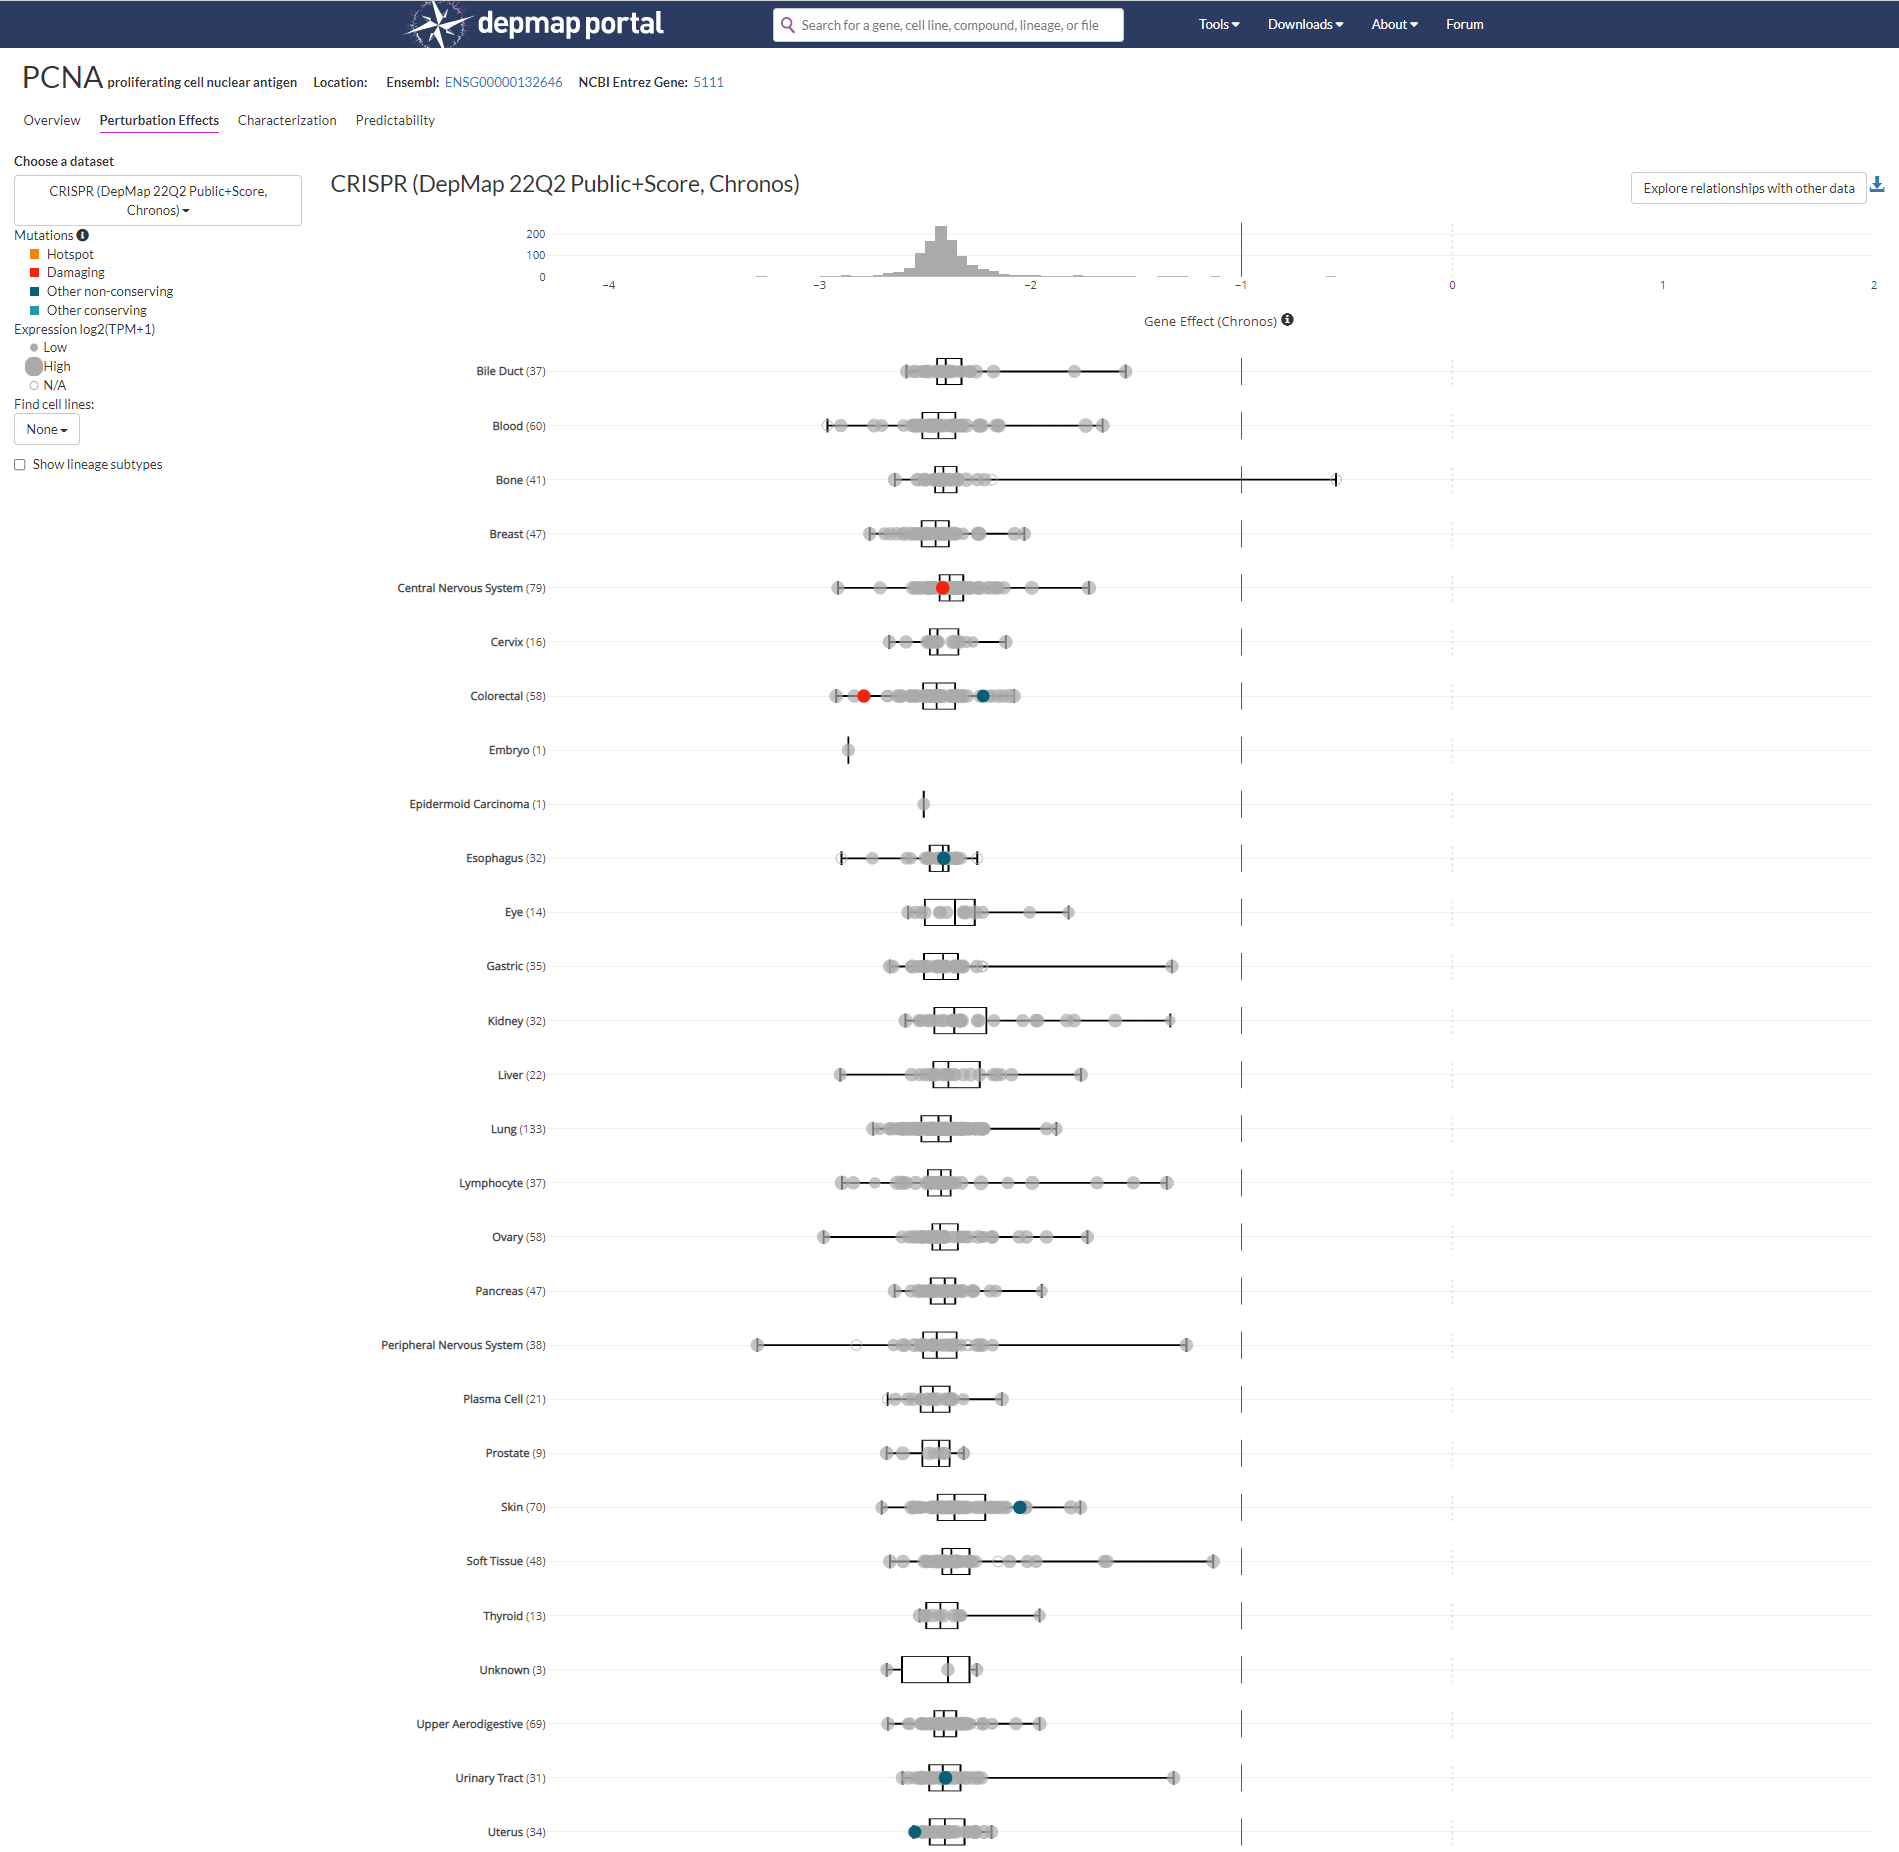 depmap portal
Search for a gene, cell line, compound, lineage, or file
Tools Downloads About Forum
PCNA proliferating cell nuclear antigen Location: Ensembl: ENSG00000132646 NCBI Entrez Gene: 5111
Overview Perturbation Effects Characterization Predictability
Choose a dataset
CRISPR (DepMap 22Q2 Public+Score,
Chronos)
Mutations
Hotspot
Damaging
Other non-conserving
Other conserving
Expression log2(TPM+1)
Low
High
N/A
Find cell lines:
None
Show lineage subtypes
CRISPR (DepMap 22Q2 Public+Score, Chronos)
Explore relationships with other data
200
100
0
−4 −3 −2 −1 0 1 2
Gene Effect (Chronos)
Bile Duct (37)
Blood (60)
Bone (41)
Breast (47)
Central Nervous System (79)
Cervix (16)
Colorectal (58)
Embryo (1)
Epidermoid Carcinoma (1)
Esophagus (32)
Eye (14)
Gastric (35)
Kidney (32)
Liver (22)
Lung (133)
Lymphocyte (37)
Ovary (58)
Pancreas (47)
Peripheral Nervous System (38)
Plasma Cell (21)
Prostate (9)
Skin (70)
Soft Tissue (48)
Thyroid (13)
Unknown (3)
Upper Aerodigestive (69)
Urinary Tract (31)
Uterus (34)